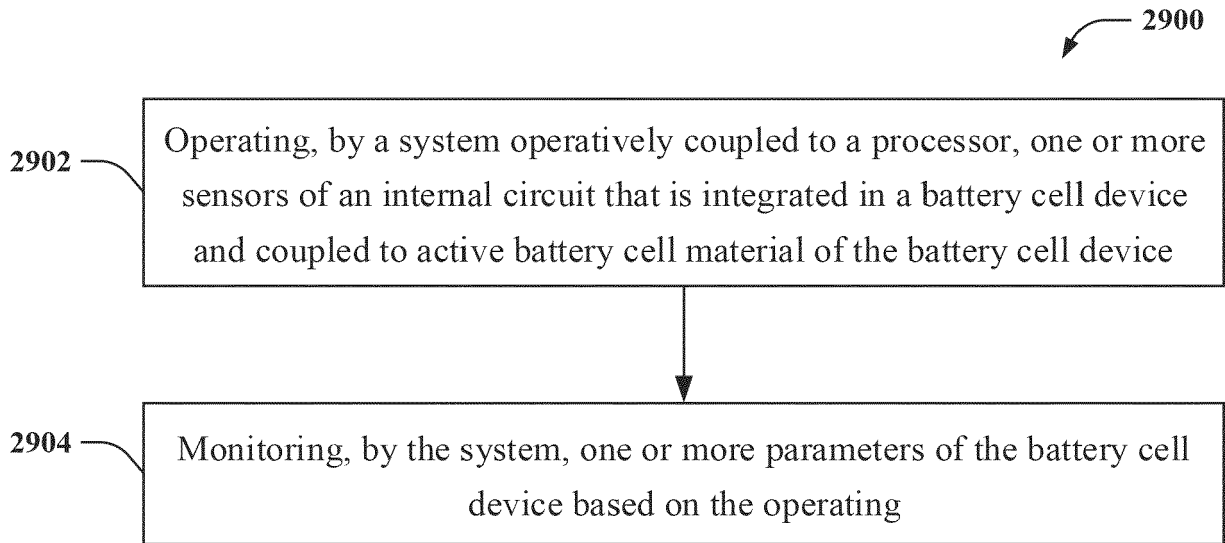 2900
2902
Operating, by a system operatively coupled to a processor, one or more
sensors of an internal circuit that is integrated in a battery cell device
and coupled to active battery cell material of the battery cell device
2904
Monitoring, by the system, one or more parameters of the battery cell
device based on the operating